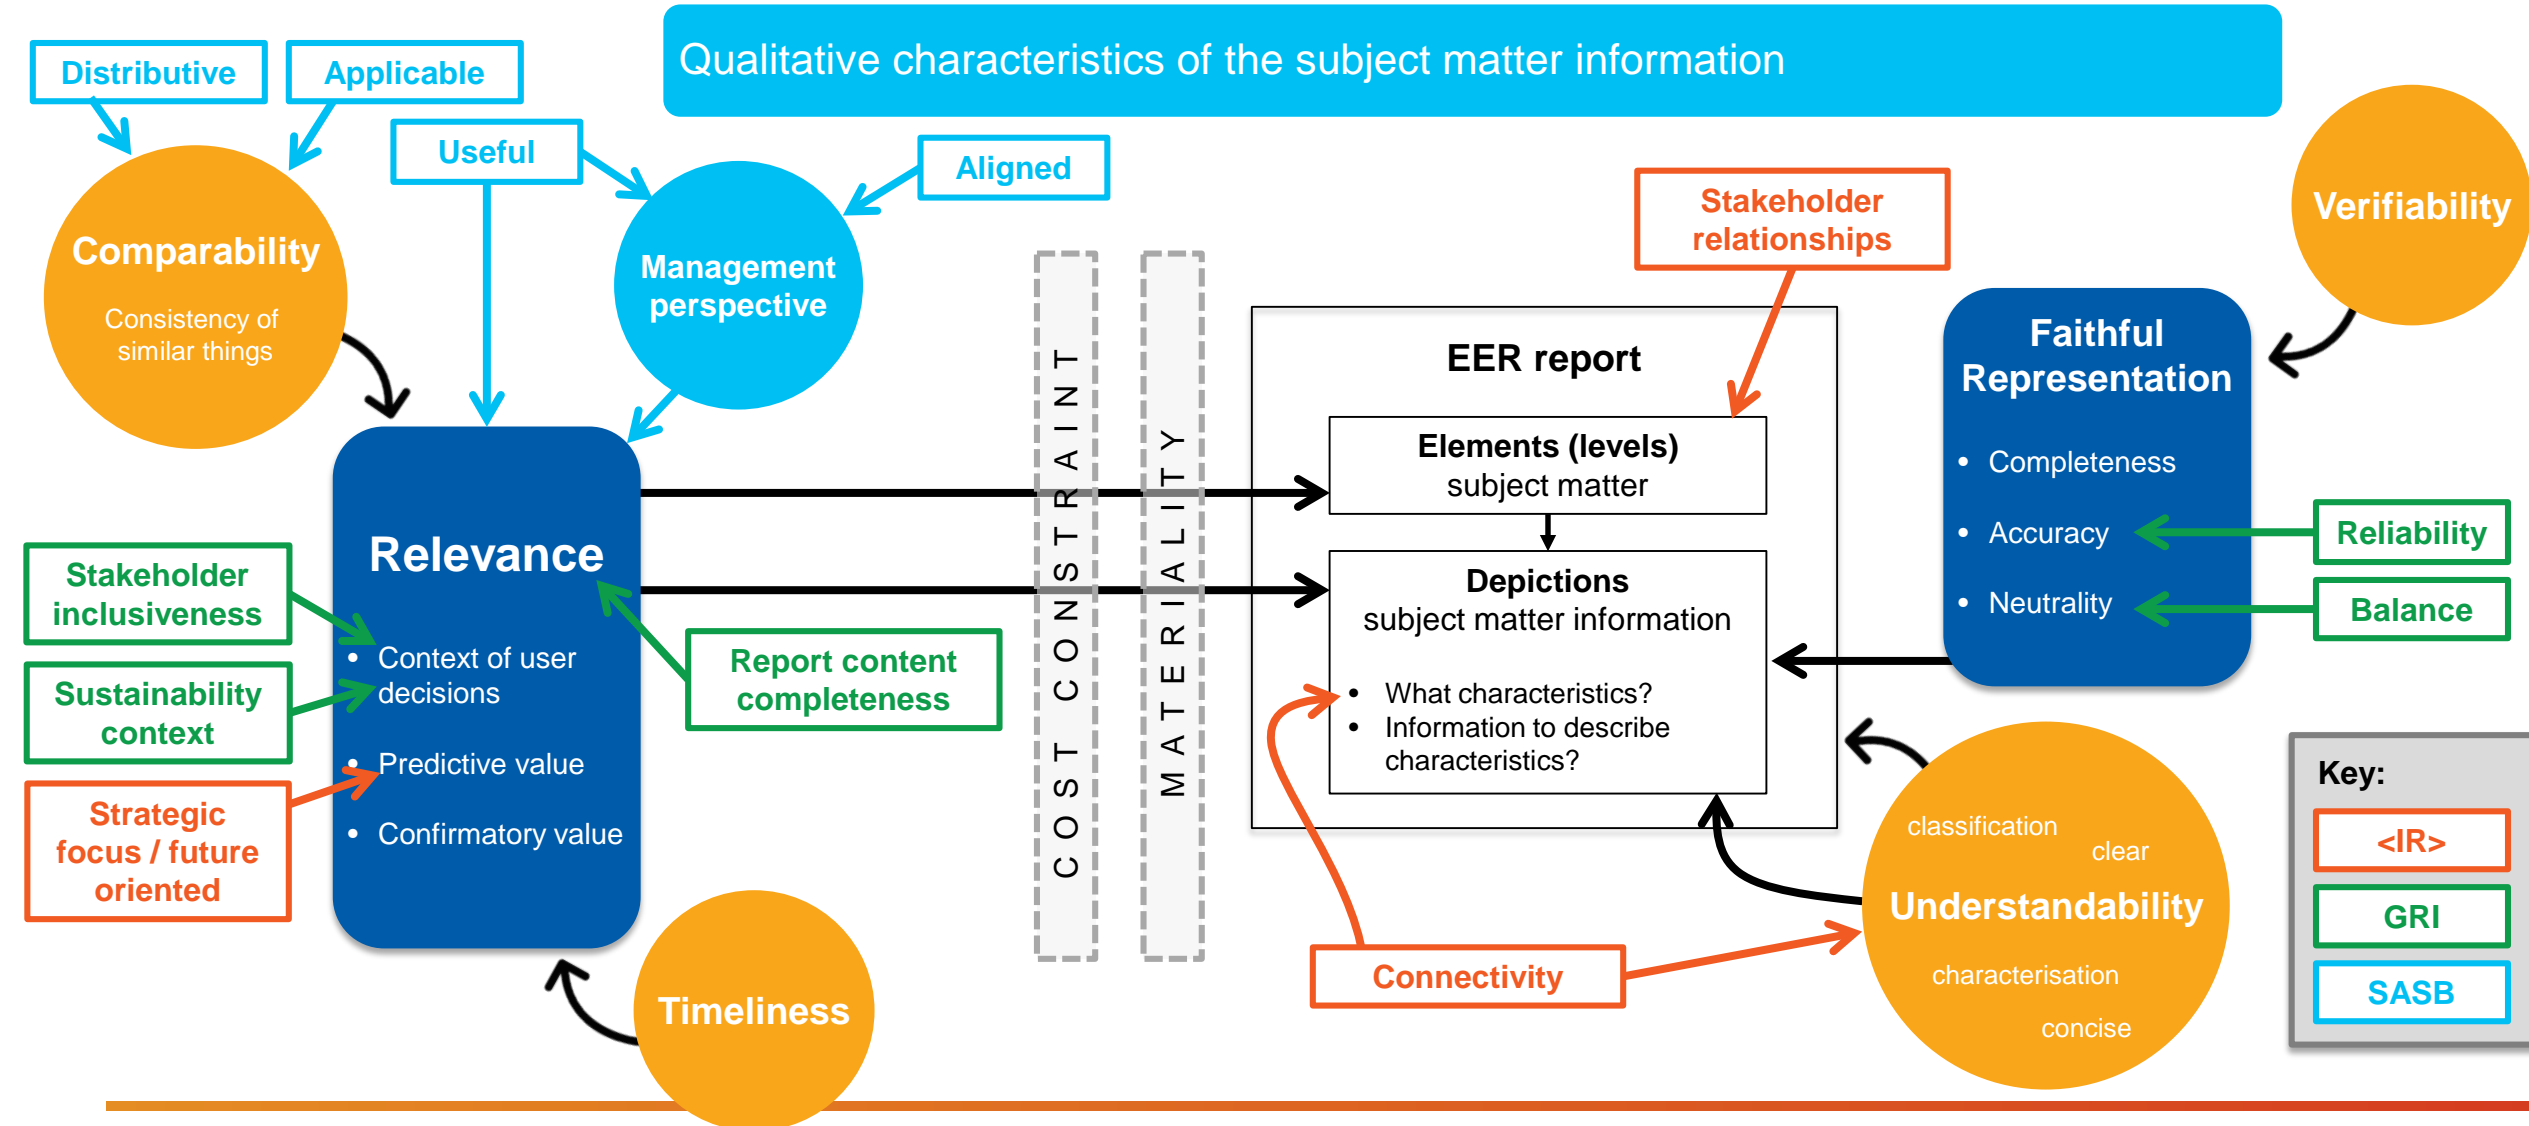 Qualitative characteristics of the subject matter information
Distributive
Applicable
Useful
Aligned
Comparability
Consistency of
similar things
Management
perspective
Stakeholder
relationships
Verifiability
COST CONSTRAINT
MATERIALITY
EER report
Elements (levels)
subject matter
Depictions
subject matter information
• What characteristics?
• Information to describe
characteristics?
Faithful
Representation
• Completeness
• Accuracy
• Neutrality
Reliability
Balance
Relevance
• Context of user
decisions
• Predictive value
• Confirmatory value
Stakeholder
inclusiveness
Sustainability
context
Strategic
focus / future
oriented
Report content
completeness
Timeliness
Connectivity
classification
clear
Understandability
characterisation
concise
Key:
<IR>
GRI
SASB